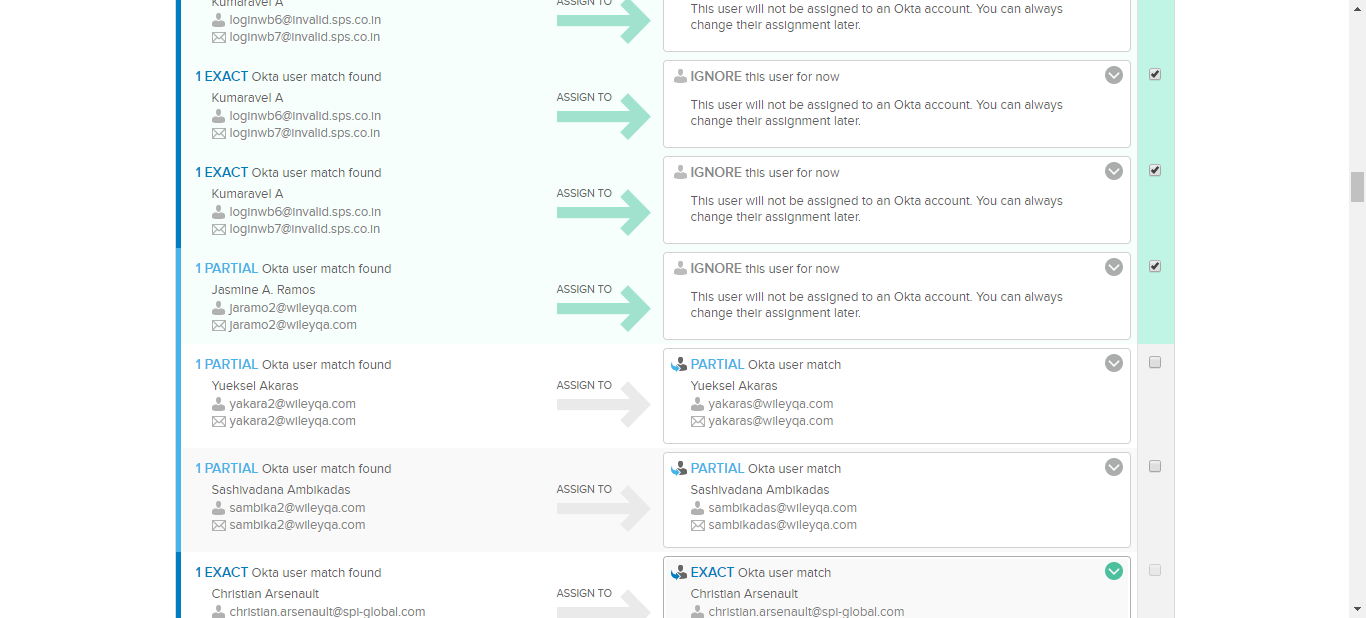 Kumaravel A
ASSIGN TO
This user will not be assigned to an Okta account. You can always
loginwb6@invalid.sps.co.in
change their assignment later.
loginwb7@invalid.sps.co.in
1 EXACT Okta user match found
IGNORE this user for now
Kumaravel A
ASSIGN TO
This user will not be assigned to an Okta account. You can always
loginwb6@invalid.sps.co.in
change their assignment later.
loginwb7@invalid.sps.co.in
1 EXACT Okta user match found
IGNORE this user for now
Kumaravel A
ASSIGN TO
This user will not be assigned to an Okta account. You can always
loginwb6@invalid.sps.co.in
change their assignment later.
loginwb7@invalid.sps.co.in
1 PARTIAL Okta user match found
IGNORE this user for now
Jasmine A. Ramos
ASSIGN TO
This user will not be assigned to an Okta account. You can always
jaramo2@wileyqa.com
change their assignment later.
jaramo2@wileyqa.com
1 PARTIAL Okta user match found
PARTIAL Okta user match
Yueksel Akaras
ASSIGN TO
Yueksel Akaras
yakara2@wileyqa.com
yakaras@wileyqa.com
yakara2@wileyqa.com
yakaras@wileyqa.com
1 PARTIAL Okta user match found
PARTIAL Okta user match
Sashivadana Ambikadas
ASSIGN TO
Sashivadana Ambikadas
sambika2@wileyqa.com
sambikadas@wileyqa.com
sambika2@wileyqa.com
sambikadas@wileyqa.com
1 EXACT Okta user match found
EXACT Okta user match
Christian Arsenault
ASSIGN TO
Christian Arsenault
christian.arsenault@spi-global.com
christian.arsenault@spi-global.com